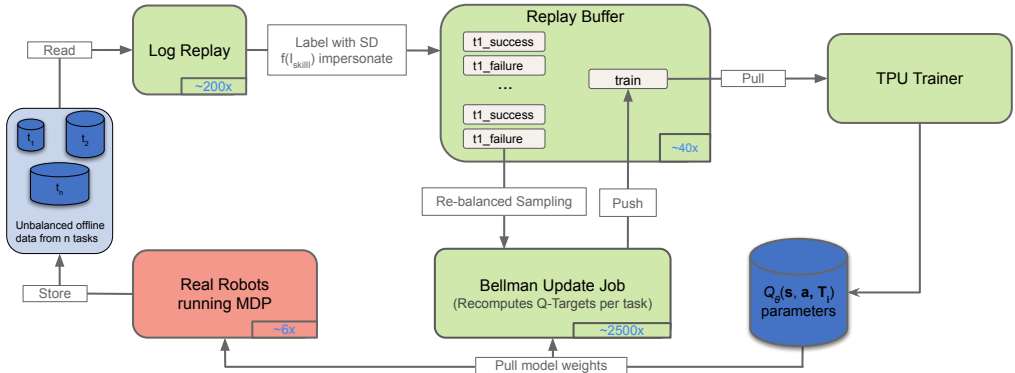 Read
Log Replay
~200x
Label with SD
f(I_skill) impersonate
Replay Buffer
t1_success
t1_failure
...
t1_success
t1_failure
train
~40x
Pull
TPU Trainer
t1
t2
tn
Unbalanced offline
data from n tasks
Re-balanced Sampling
Push
Store
Real Robots
running MDP
~6x
Bellman Update Job
(Recomputes Q-Targets per task)
~2500x
Qθ(s, a, Ti)
parameters
Pull model weights